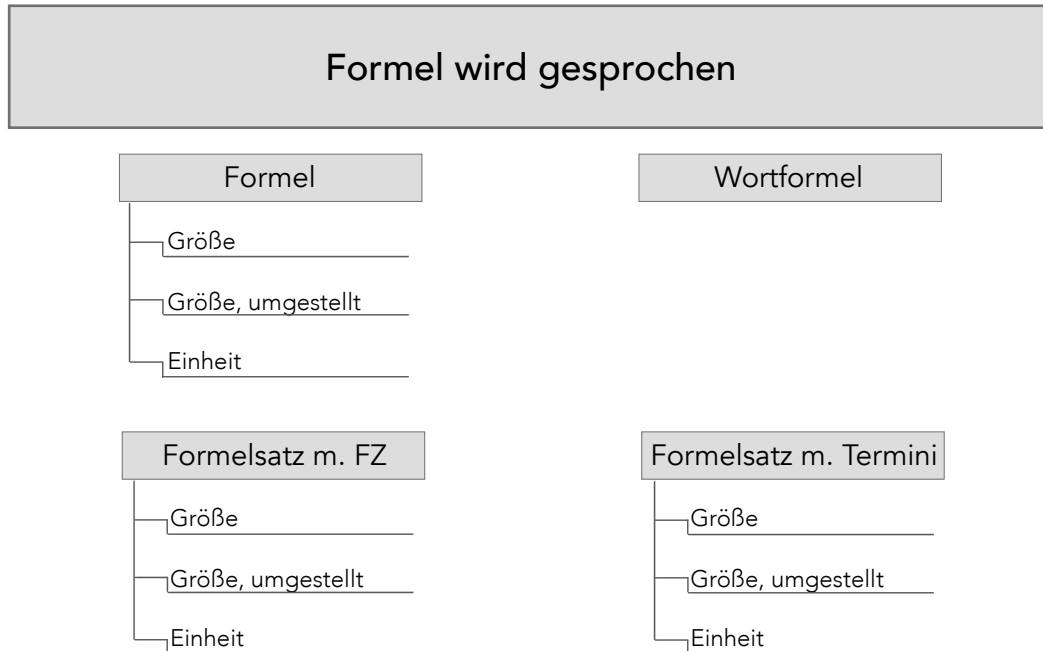 Formel wird gesprochen
Formel
Größe
Größe, umgestellt
Einheit
Wortformel
Formelsatz m. FZ
Größe
Größe, umgestellt
Einheit
Formelsatz m. Termini
Größe
Größe, umgestellt
Einheit